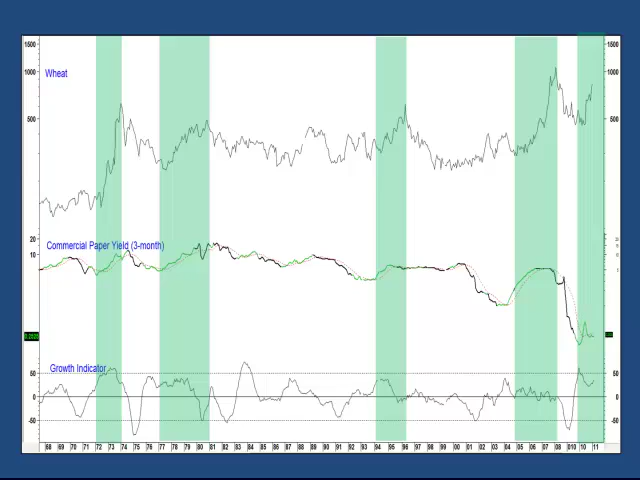 1500 1500
1000 1000
Wheat
500 500
20
Commercial Paper Yield (3-month)
10
Growth Indicator
50 50
0 0
-50 -50
68 69 70 71 72 73 74 75 76 77 78 79 80 81 82 83 84 85 86 87 88 89 90 91 92 93 94 95 96 97 98 99 00 01 02 03 04 05 06 07 08 010 2010 2011